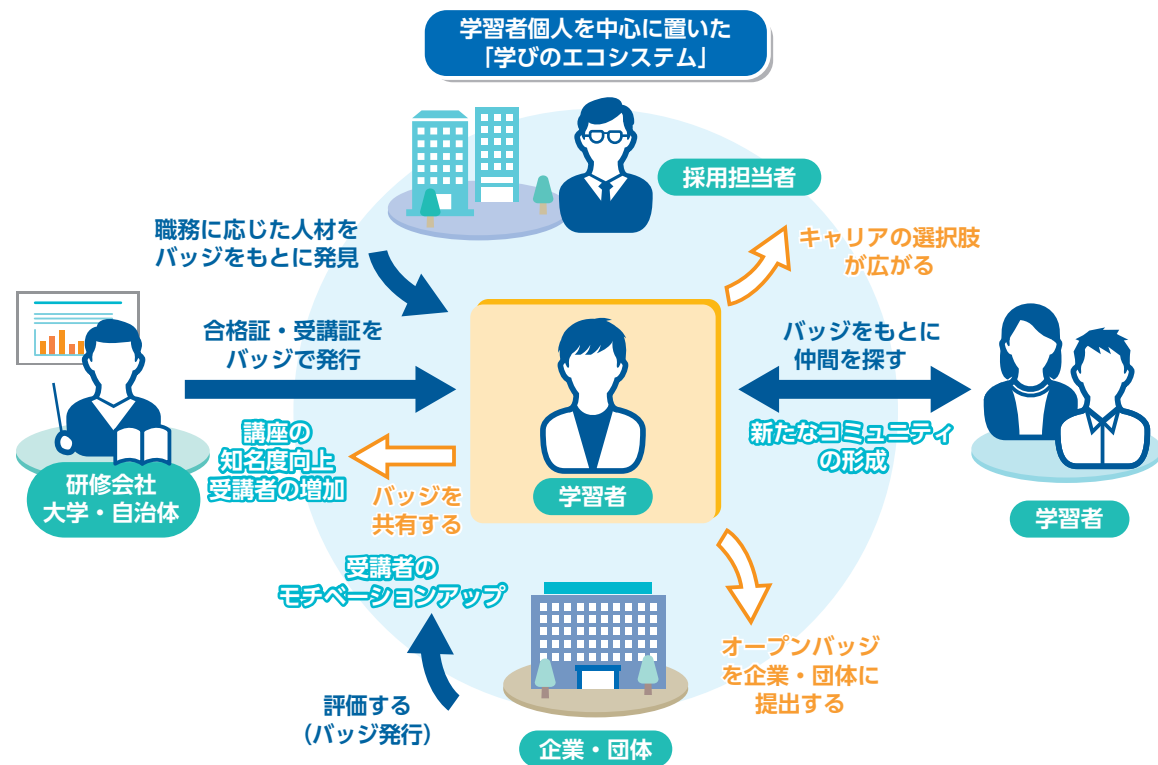 学習者個人を中心に置いた
「学びのエコシステム」
採用担当者
職務に応じた人材を
バッジをもとに発見
キャリアの選択肢
が広がる
合格証・受講証を
バッジで発行
バッジをもとに
仲間を探す
講座の
知名度向上
受講者の増加
新たなコミュニティ
の形成
研修会社
大学・自治体
バッジを
共有する
学習者
学習者
受講者の
モチベーションアップ
オープンバッジ
を企業・団体に
提出する
評価する
（バッジ発行）
企業・団体